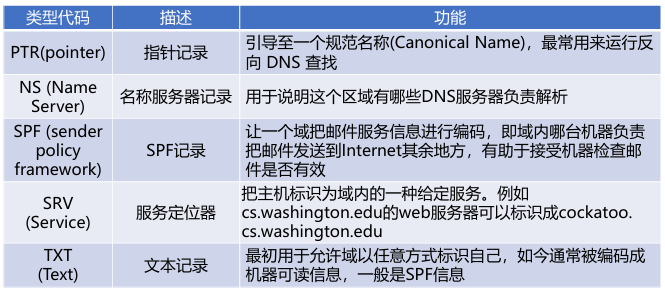 类型代码 描述 功能
PTR(pointer) 指针记录 引导至一个规范名称(Canonical Name)，最常用来运行反
向 DNS 查找
NS (Name
Server) 名称服务器记录 用于说明这个区域有哪些DNS服务器负责解析
SPF (sender
policy
framework) SPF记录 让一个域把邮件服务信息进行编码，即域内哪台机器负责
把邮件发送到Internet其余地方，有助于接受机器检查邮
件是否有效
SRV
(Service) 服务定位器 把主机标识为域内的一种给定服务。例如
cs.washington.edu的web服务器可以标识成cockatoo.
cs.washington.edu
TXT
(Text) 文本记录 最初用于允许域以任意方式标识自己，如今通常被编码成
机器可读信息，一般是SPF信息